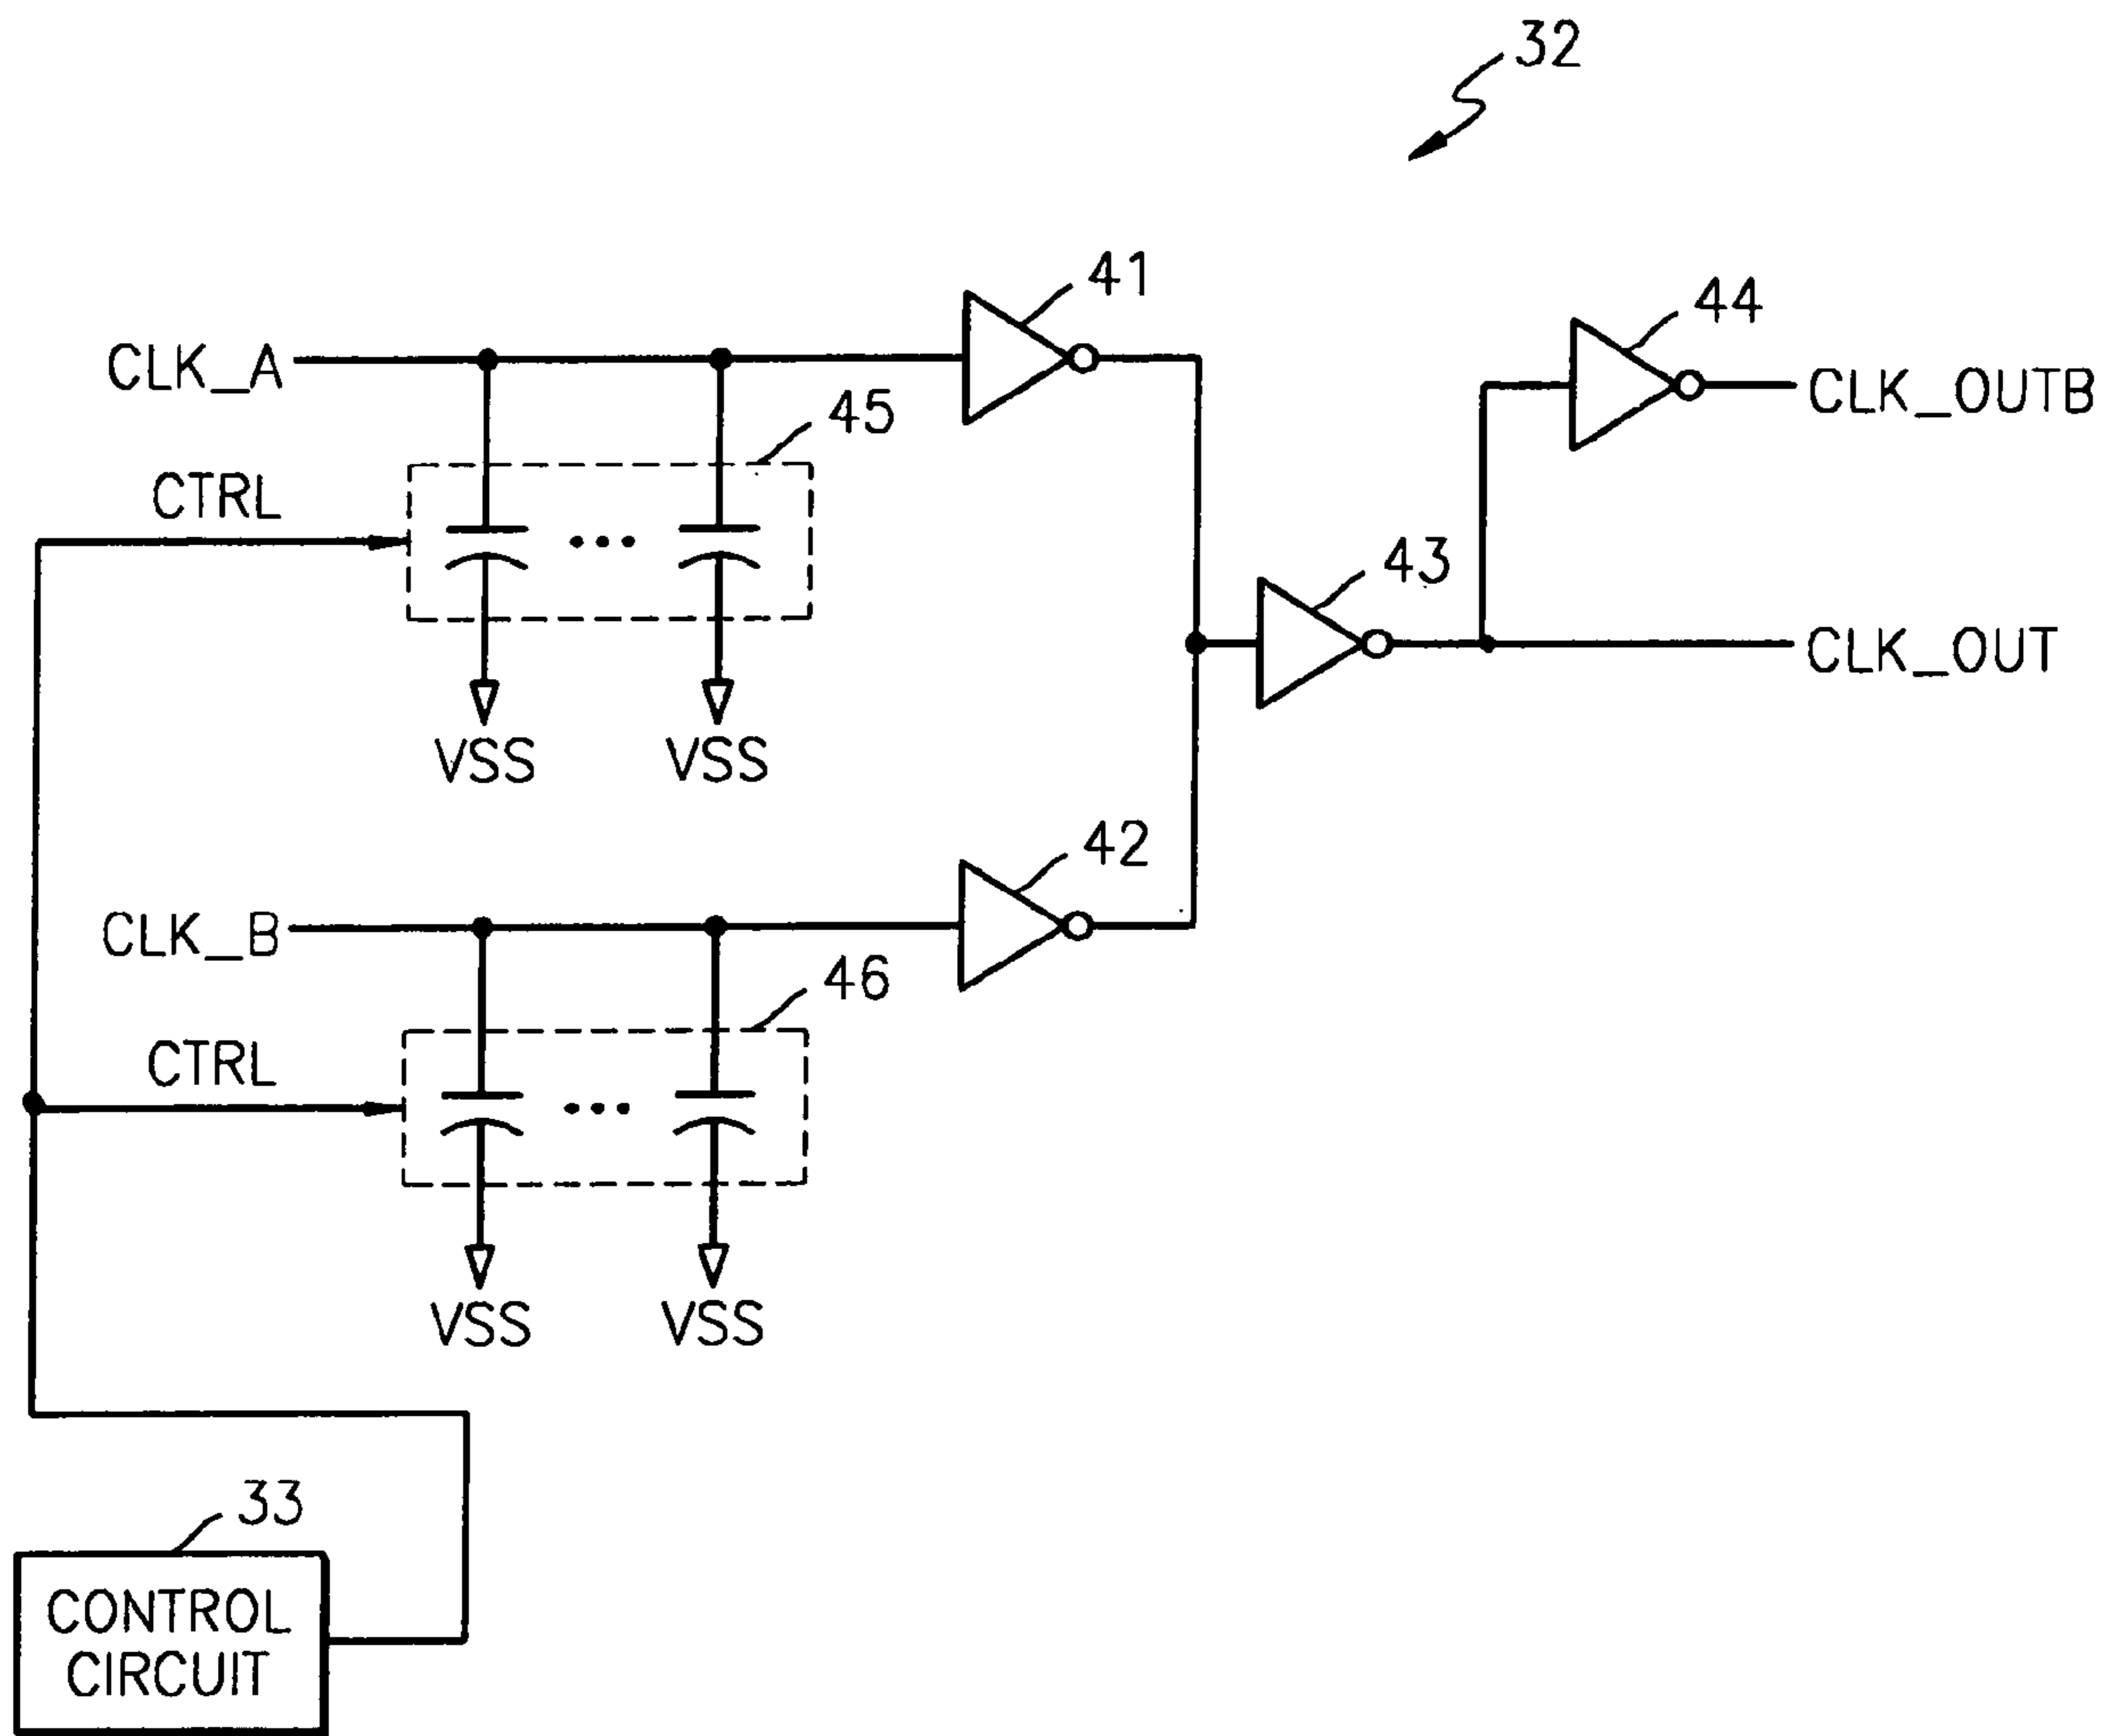 32
41
44
CLK_A
CLK_OUTB
45
CTRL
43
CLK_OUT
VSS
VSS
42
CLK_B
46
CTRL
VSS
VSS
33
CONTROL
CIRCUIT